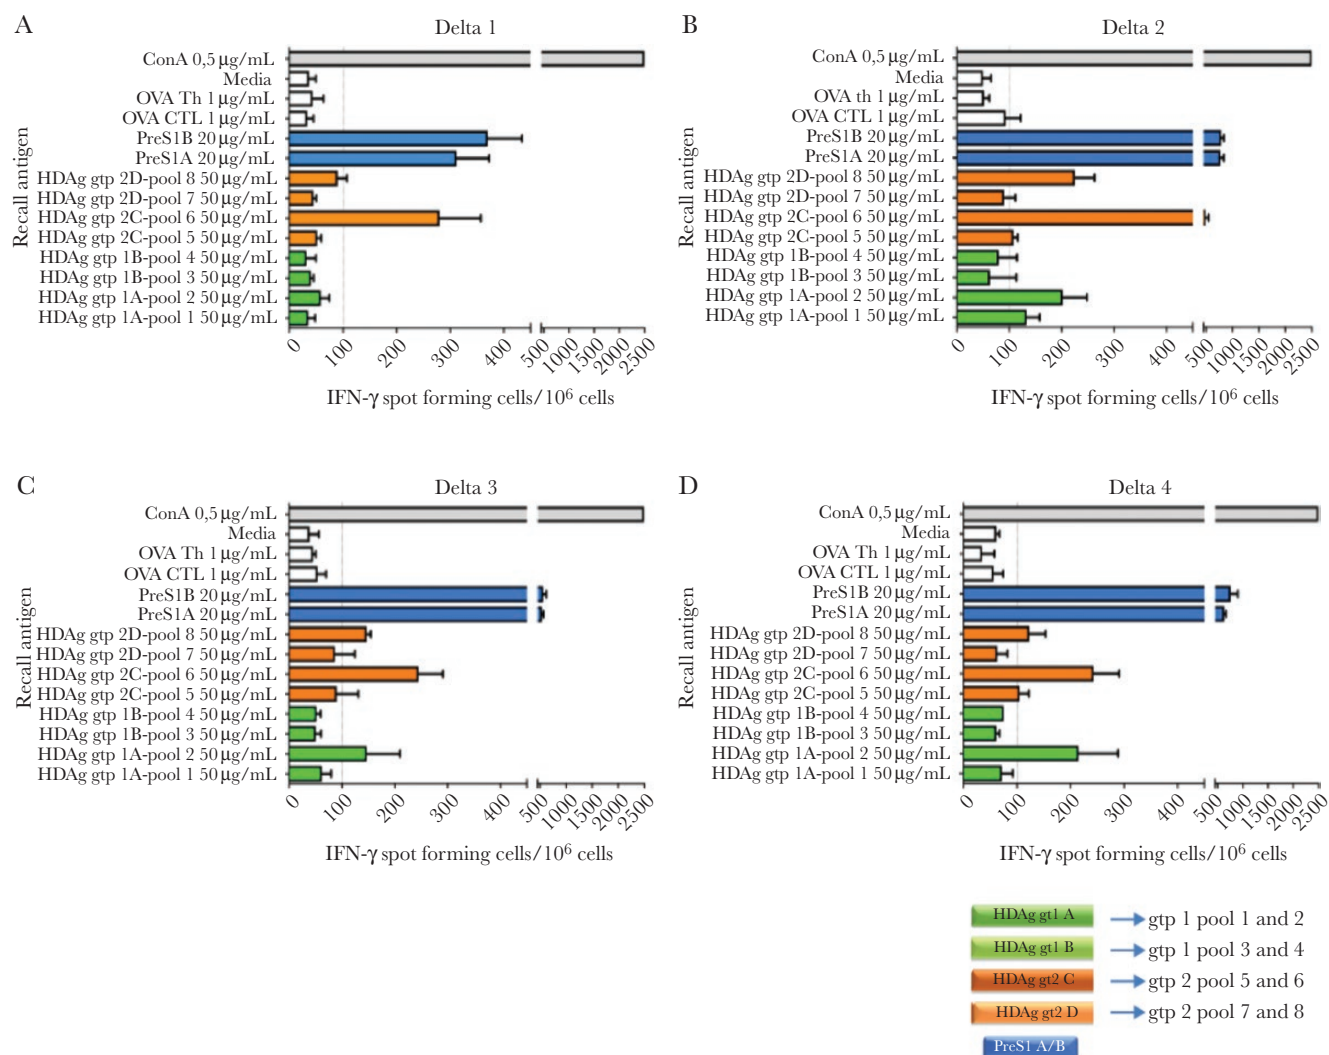 A
Delta 1
Recall antigen
ConA 0,5 µg/mL
Media
OVA Th 1 µg/mL
OVA CTL 1 µg/mL
PreS1B 20 µg/mL
PreS1A 20 µg/mL
HDAg gtp 2D-pool 8 50 µg/mL
HDAg gtp 2D-pool 7 50 µg/mL
HDAg gtp 2C-pool 6 50 µg/mL
HDAg gtp 2C-pool 5 50 µg/mL
HDAg gtp 1B-pool 4 50 µg/mL
HDAg gtp 1B-pool 3 50 µg/mL
HDAg gtp 1A-pool 2 50 µg/mL
HDAg gtp 1A-pool 1 50 µg/mL
0 100 200 300 400 500 1000 1500 2000 2500
IFN-γ spot forming cells/10⁶ cells
B
Delta 2
Recall antigen
ConA 0,5 µg/mL
Media
OVA th 1 µg/mL
OVA CTL 1 µg/mL
PreS1B 20 µg/mL
PreS1A 20 µg/mL
HDAg gtp 2D-pool 8 50 µg/mL
HDAg gtp 2D-pool 7 50 µg/mL
HDAg gtp 2C-pool 6 50 µg/mL
HDAg gtp 2C-pool 5 50 µg/mL
HDAg gtp 1B-pool 4 50 µg/mL
HDAg gtp 1B-pool 3 50 µg/mL
HDAg gtp 1A-pool 2 50 µg/mL
HDAg gtp 1A-pool 1 50 µg/mL
0 100 200 300 400 500 1000 1500 2000 2500
IFN-γ spot forming cells/10⁶ cells
C
Delta 3
Recall antigen
ConA 0,5 µg/mL
Media
OVA Th 1 µg/mL
OVA CTL 1 µg/mL
PreS1B 20 µg/mL
PreS1A 20 µg/mL
HDAg gtp 2D-pool 8 50 µg/mL
HDAg gtp 2D-pool 7 50 µg/mL
HDAg gtp 2C-pool 6 50 µg/mL
HDAg gtp 2C-pool 5 50 µg/mL
HDAg gtp 1B-pool 4 50 µg/mL
HDAg gtp 1B-pool 3 50 µg/mL
HDAg gtp 1A-pool 2 50 µg/mL
HDAg gtp 1A-pool 1 50 µg/mL
0 100 200 300 400 500 1000 1500 2000 2500
IFN-γ spot forming cells/10⁶ cells
D
Delta 4
Recall antigen
ConA 0,5 µg/mL
Media
OVA Th 1 µg/mL
OVA CTL 1 µg/mL
PreS1B 20 µg/mL
PreS1A 20 µg/mL
HDAg gtp 2D-pool 8 50 µg/mL
HDAg gtp 2D-pool 7 50 µg/mL
HDAg gtp 2C-pool 6 50 µg/mL
HDAg gtp 2C-pool 5 50 µg/mL
HDAg gtp 1B-pool 4 50 µg/mL
HDAg gtp 1B-pool 3 50 µg/mL
HDAg gtp 1A-pool 2 50 µg/mL
HDAg gtp 1A-pool 1 50 µg/mL
0 100 200 300 400 500 1000 1500 2000 2500
IFN-γ spot forming cells/10⁶ cells
HDAg gt1 A → gtp 1 pool 1 and 2
HDAg gt1 B → gtp 1 pool 3 and 4
HDAg gt2 C → gtp 2 pool 5 and 6
HDAg gt2 D → gtp 2 pool 7 and 8
PreS1 A/B